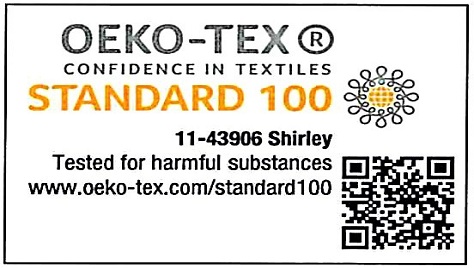 OEKO-TEX®
CONFIDENCE IN TEXTILES
STANDARD 100
11-43906 Shirley
Tested for harmful substances
www.oeko-tex.com/standard100